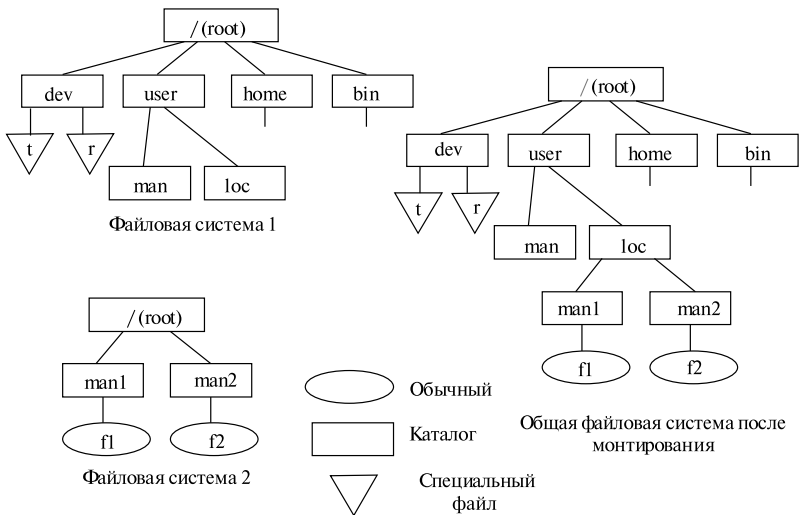 / (root)
dev
user
home
bin
t
r
man
loc
Файловая система 1
/ (root)
dev
user
home
bin
t
r
man
loc
man1
man2
f1
f2
Общая файловая система после
монтирования
/ (root)
man1
man2
f1
f2
Файловая система 2
Обычный
Каталог
Специальный
файл